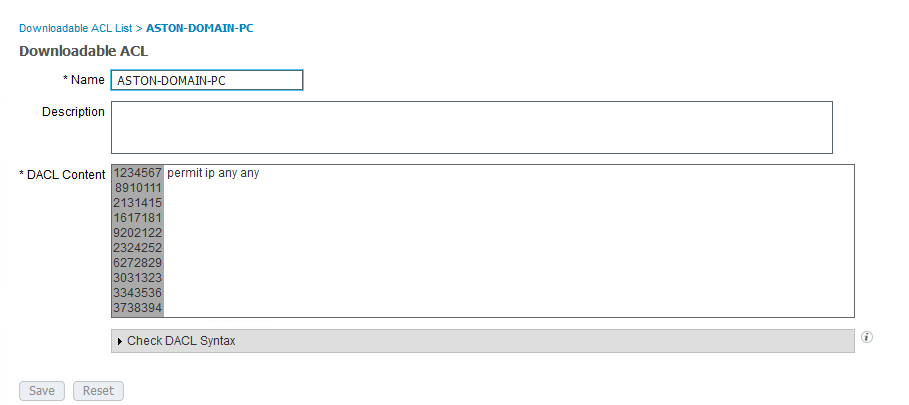 Downloadable ACL List > ASTON-DOMAIN-PC
Downloadable ACL
* Name ASTON-DOMAIN-PC
Description
* DACL Content 1234567 permit ip any any
8910111
2131415
1617181
9202122
2324252
6272829
3031323
3343536
3738394
Check DACL Syntax
Save Reset